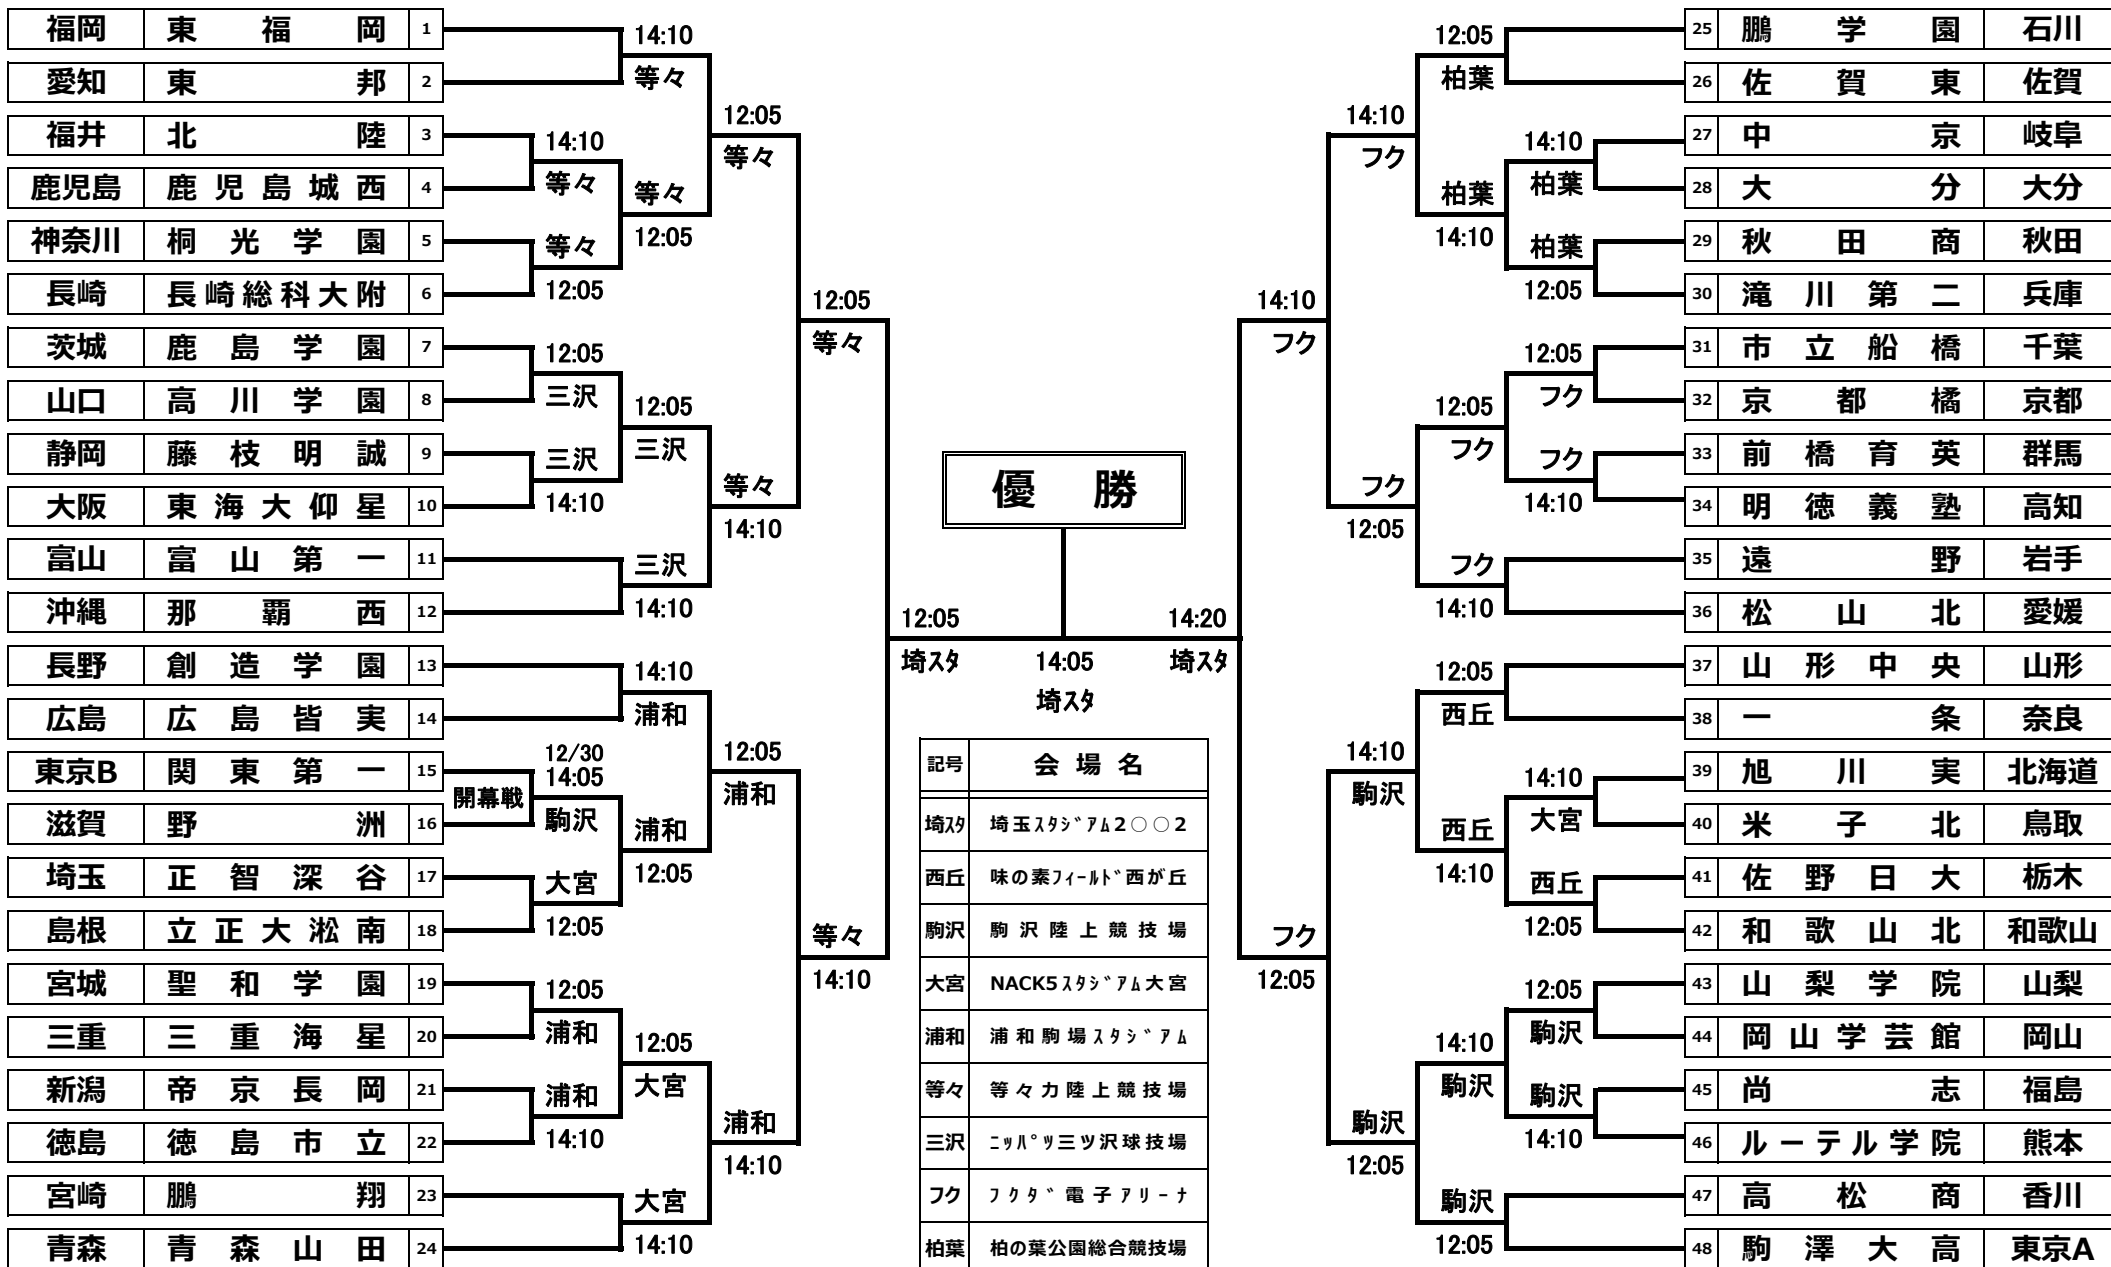 福岡 東福岡 1
愛知 東邦 2
福井 北陸 3
鹿児島 鹿児島城西 4
神奈川 桐光学園 5
長崎 長崎総科大附 6
茨城 鹿島学園 7
山口 高川学園 8
静岡 藤枝明誠 9
大阪 東海大仰星 10
富山 富山第一 11
沖縄 那覇西 12
長野 創造学園 13
広島 広島皆実 14
東京B 関東第一 15
滋賀 野洲 16
埼玉 正智深谷 17
島根 立正大淞南 18
宮城 聖和学園 19
三重 三重海星 20
新潟 帝京長岡 21
徳島 徳島市立 22
宮崎 鵬翔 23
青森 青森山田 24
14:10
等々
12:05
等々
14:10
等々
等々
12:05
等々
12:05
12:05
等々
12:05
三沢
12:05
三沢
三沢
14:10
等々
14:10
三沢
14:10
12:05
埼スタ
14:10
浦和
12/30
14:05
開幕戦
駒沢
12:05
浦和
浦和
12:05
大宮
12:05
等々
14:10
12:05
浦和
12:05
大宮
浦和
14:10
浦和
14:10
大宮
14:10
優勝
14:05
埼スタ
記号 会場名
埼スタ 埼玉スタジアム2○○2
西丘 味の素フィールド西が丘
駒沢 駒沢陸上競技場
大宮 NACK5スタジアム大宮
浦和 浦和駒場スタジアム
等々 等々力陸上競技場
三沢 ニッパツ三ツ沢球技場
フク フクダ電子アリーナ
柏葉 柏の葉公園総合競技場
12:05
柏葉
14:10
フク
14:10
柏葉
柏葉
14:10
柏葉
12:05
14:10
フク
12:05
フク
12:05
フク
フク
14:10
フク
12:05
フク
14:10
14:20
埼スタ
12:05
西丘
14:10
駒沢
14:10
大宮
西丘
14:10
西丘
12:05
フク
12:05
12:05
駒沢
14:10
駒沢
駒沢
14:10
駒沢
12:05
駒沢
12:05
25 鵬学園 石川
26 佐賀東 佐賀
27 中京 岐阜
28 大分 大分
29 秋田商 秋田
30 滝川第二 兵庫
31 市立船橋 千葉
32 京都橘 京都
33 前橋育英 群馬
34 明徳義塾 高知
35 遠野 岩手
36 松山北 愛媛
37 山形中央 山形
38 一条 奈良
39 旭川実 北海道
40 米子北 鳥取
41 佐野日大 栃木
42 和歌山北 和歌山
43 山梨学院 山梨
44 岡山学芸館 岡山
45 尚志 福島
46 ルーテル学院 熊本
47 高松商 香川
48 駒澤大高 東京A